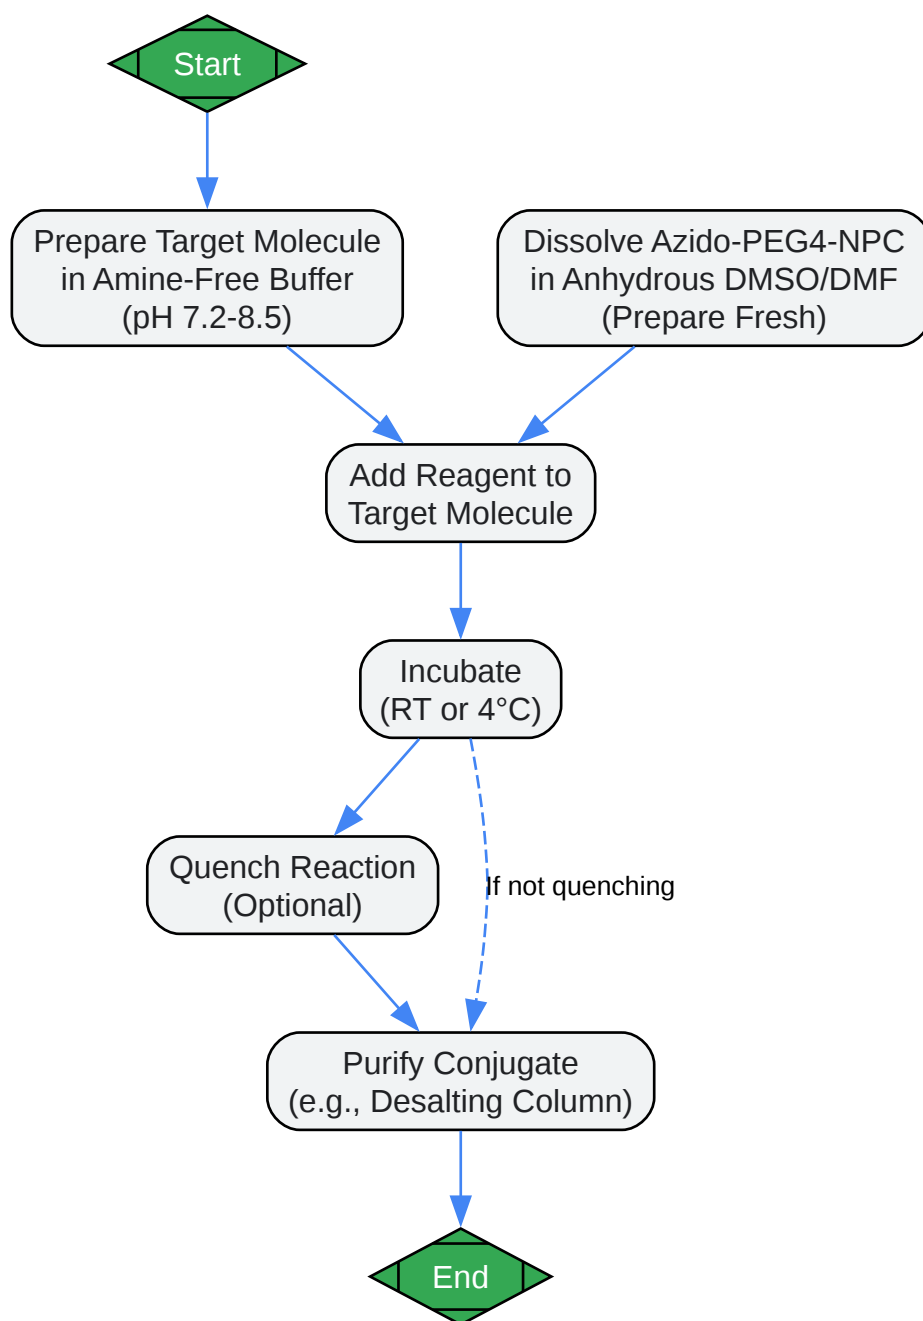 Start
Prepare Target Molecule
in Amine-Free Buffer
(pH 7.2-8.5)
Dissolve Azido-PEG4-NPC
in Anhydrous DMSO/DMF
(Prepare Fresh)
Add Reagent to
Target Molecule
Incubate
(RT or 4°C)
Quench Reaction
(Optional)
If not quenching
Purify Conjugate
(e.g., Desalting Column)
End